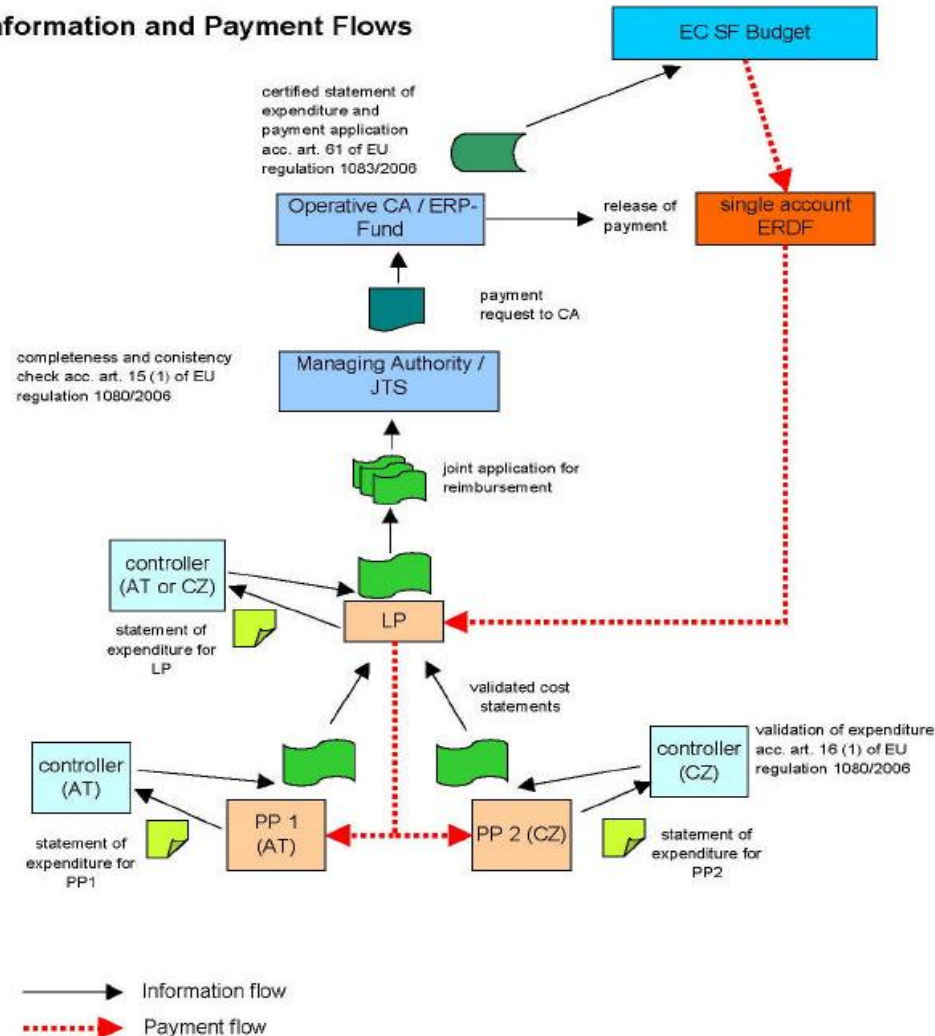 nformation and Payment Flows
EC SF Budget
certified statement of
expenditure and
payment application
acc. art. 61 of EU
regulation 1083/2006
Operative CA / ERP-
Fund
release of
payment
single account
ERDF
payment
request to CA
completeness and conistency
check acc. art. 15 (1) of EU
regulation 1080/2006
Managing Authority /
JTS
joint application for
reimbursement
controller
(AT or CZ)
LP
statement of
expenditure for
LP
validated cost
statements
controller
(AT)
validation of expenditure
acc. art. 16 (1) of EU
regulation 1080/2006
controller
(CZ)
PP 1
(AT)
PP 2 (CZ)
statement of
expenditure for
PP1
statement of
expenditure for
PP2
Information flow
Payment flow